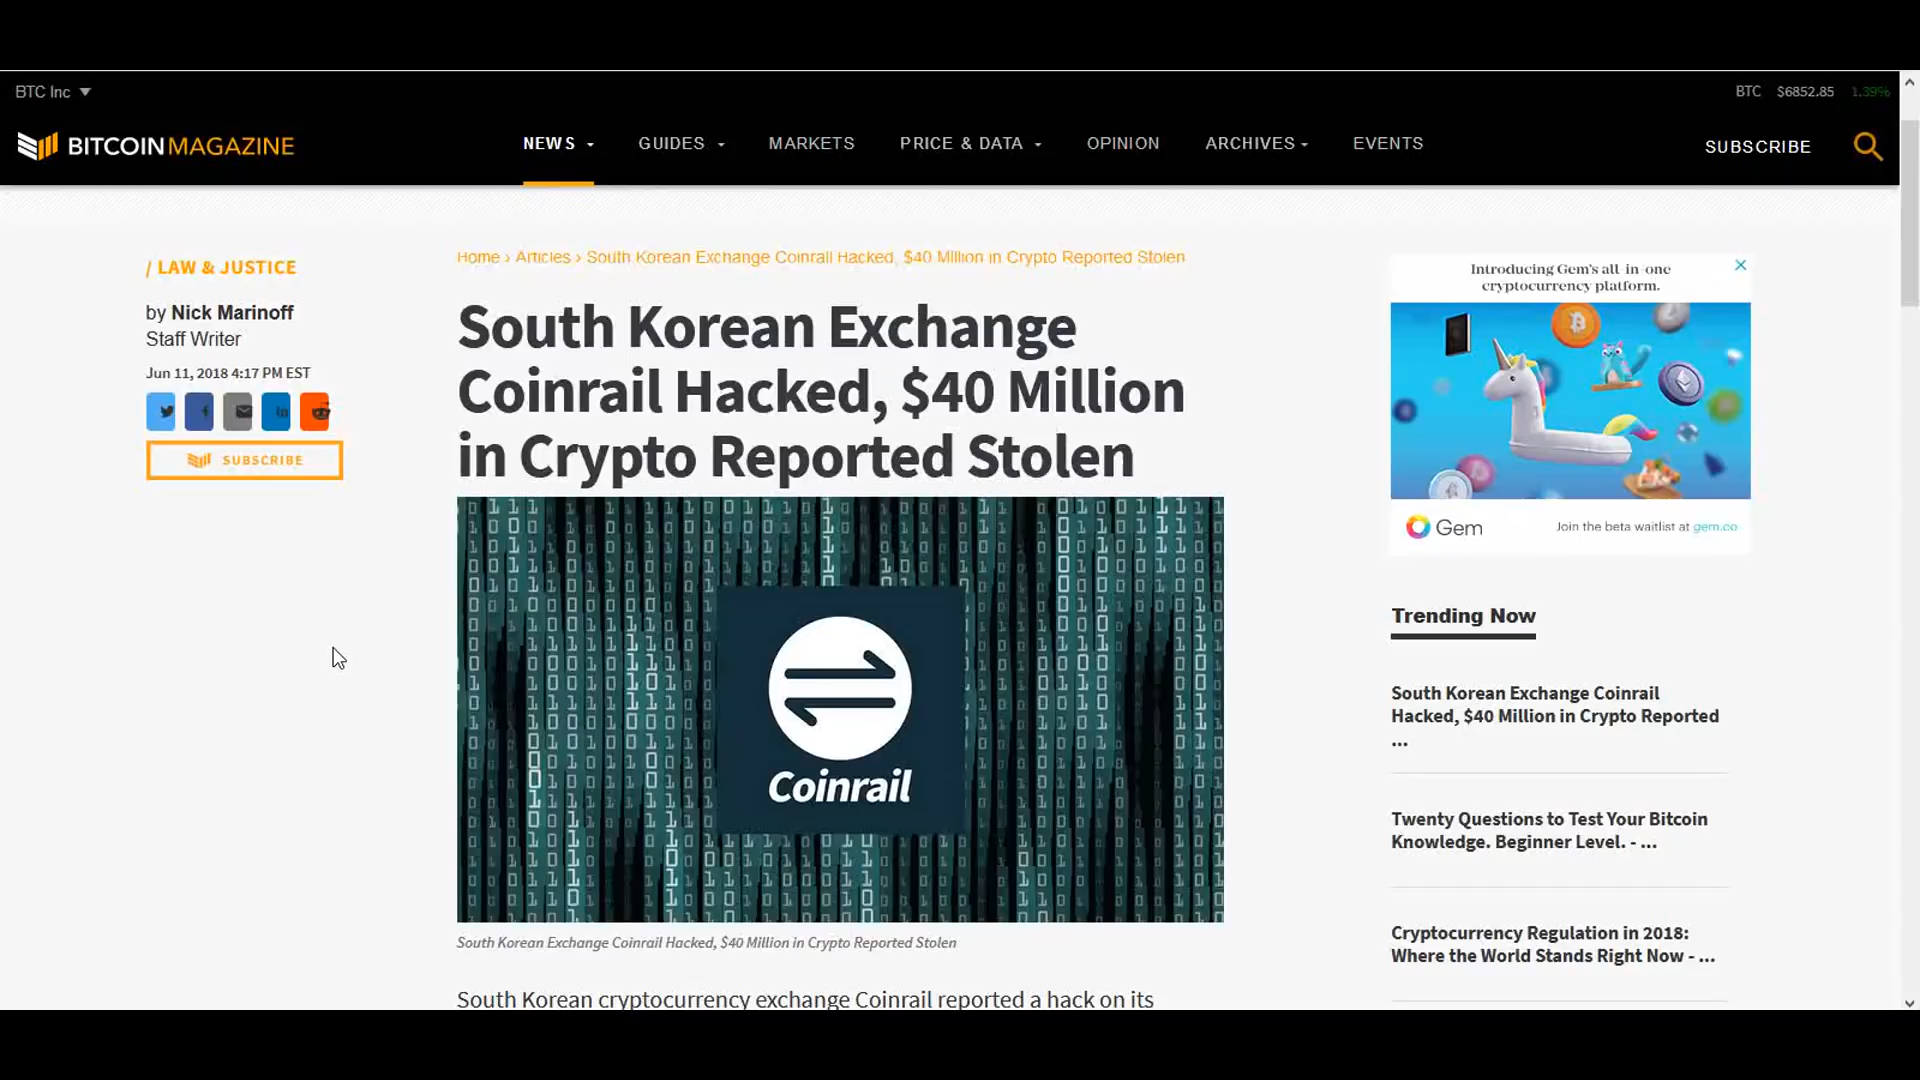 BTC Inc
BTC $6852.85 1.39%
BITCOINMAGAZINE
NEWS GUIDES MARKETS PRICE & DATA OPINION ARCHIVES EVENTS
SUBSCRIBE
/ LAW & JUSTICE
by Nick Marinoff
Staff Writer
Jun 11, 2018 4:17 PM EST
SUBSCRIBE
Home › Articles › South Korean Exchange Coinrail Hacked, $40 Million in Crypto Reported Stolen
South Korean Exchange
Coinrail Hacked, $40 Million
in Crypto Reported Stolen
Coinrail
South Korean Exchange Coinrail Hacked, $40 Million in Crypto Reported Stolen
South Korean cryptocurrency exchange Coinrail reported a hack on its
Introducing Gem's all-in-one
cryptocurrency platform.
Gem
Join the beta waitlist at gem.co
Trending Now
South Korean Exchange Coinrail
Hacked, $40 Million in Crypto Reported
...
Twenty Questions to Test Your Bitcoin
Knowledge. Beginner Level. - ...
Cryptocurrency Regulation in 2018:
Where the World Stands Right Now - ...